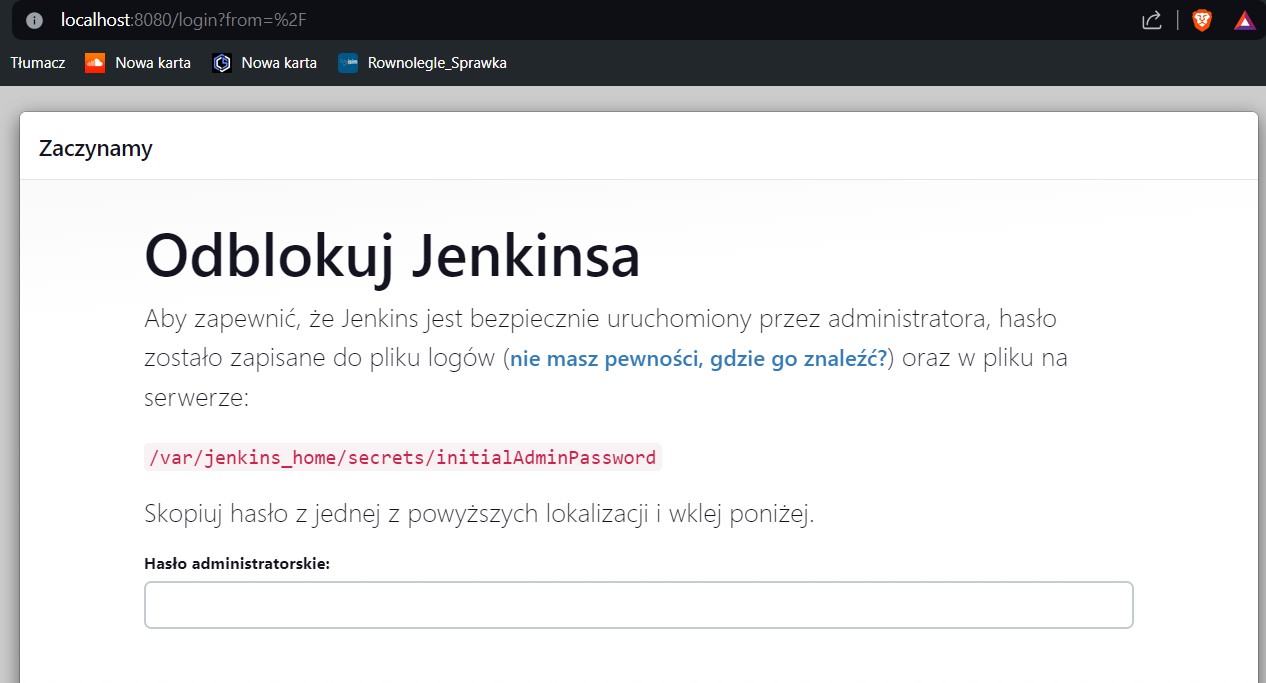 localhost:8080/login?from=%2F
Tłumacz Nowa karta Nowa karta Rownolegle_Sprawka
Zaczynamy
Odblokuj Jenkinsa
Aby zapewnić, że Jenkins jest bezpiecznie uruchomiony przez administratora, hasło
zostało zapisane do pliku logów (nie masz pewności, gdzie go znaleźć?) oraz w pliku na
serwerze:
/var/jenkins_home/secrets/initialAdminPassword
Skopiuj hasło z jednej z powyższych lokalizacji i wklej poniżej.
Hasło administratorskie: